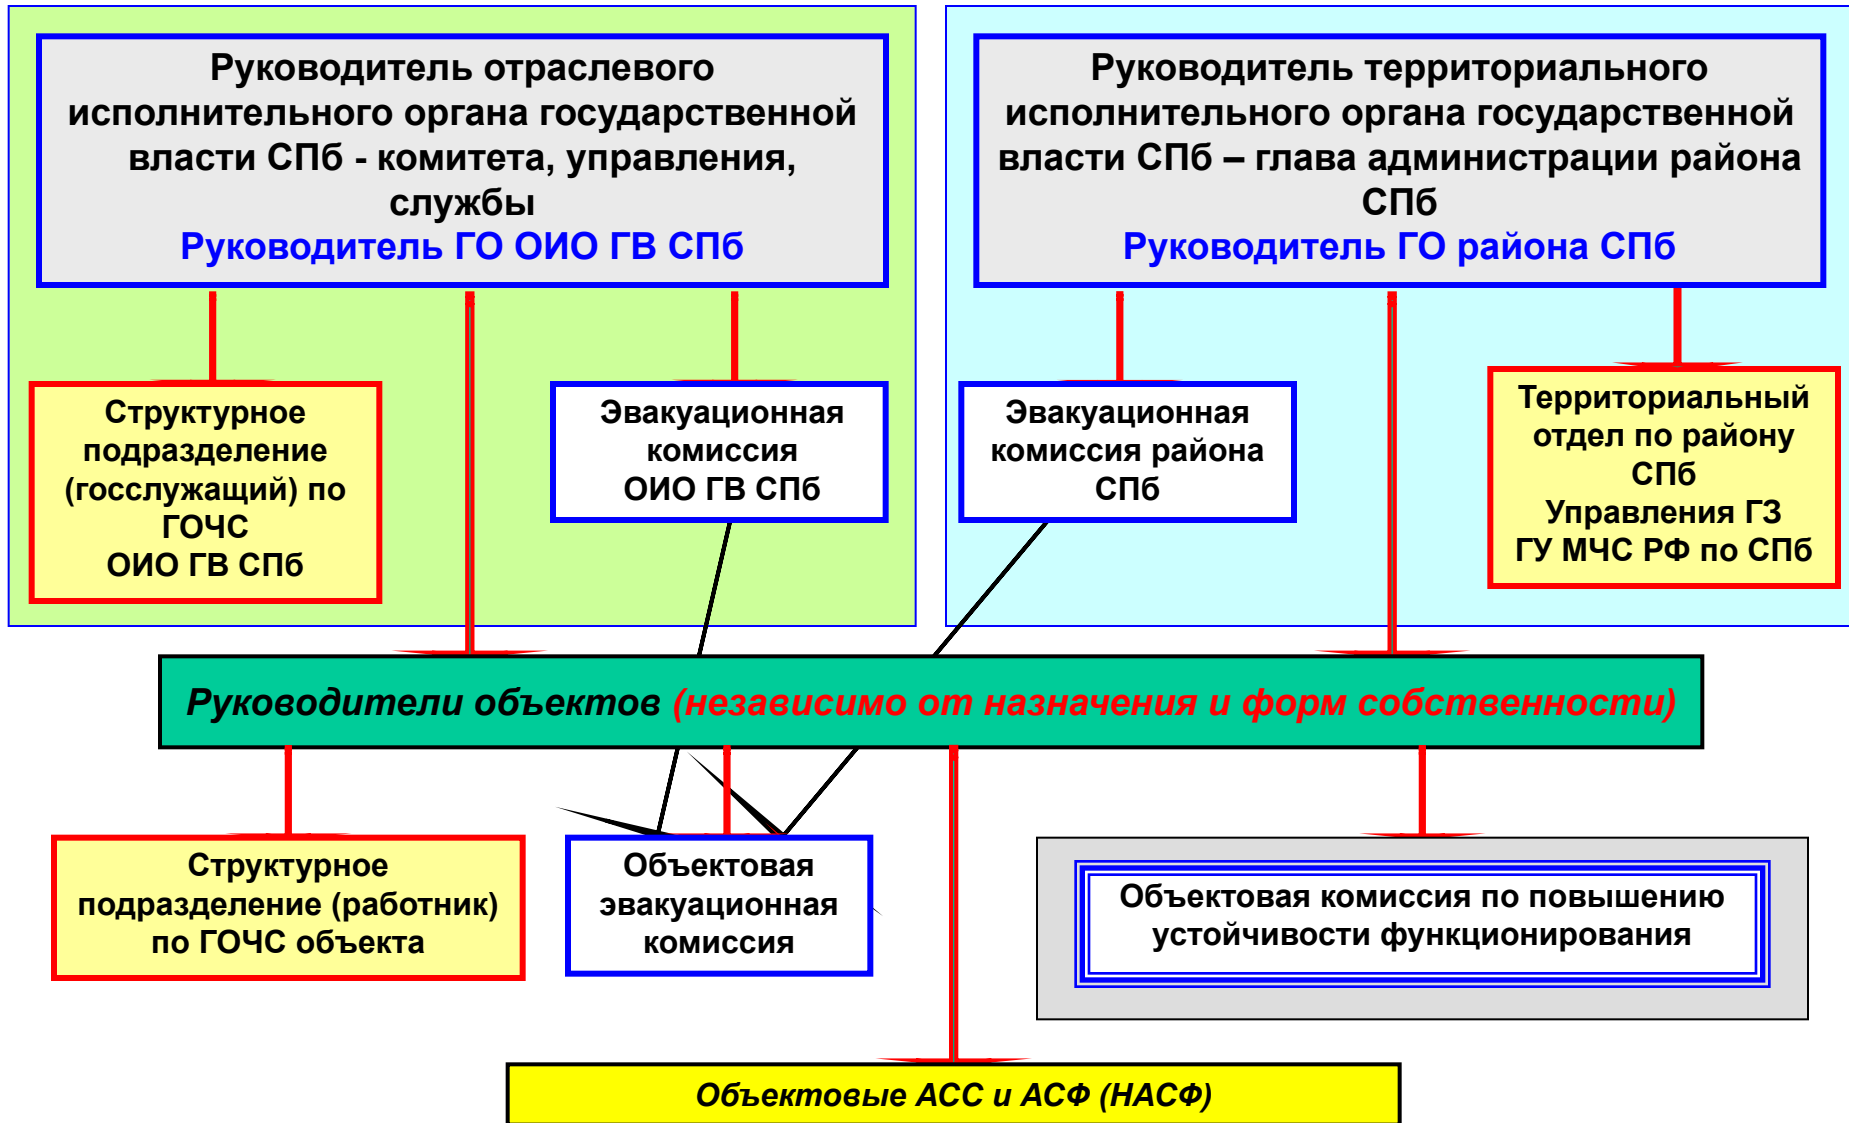 Руководитель отраслевого
исполнительного органа государственной
власти СПб - комитета, управления,
службы
Руководитель ГО ОИО ГВ СПб
Руководитель территориального
исполнительного органа государственной
власти СПб – глава администрации района
СПб
Руководитель ГО района СПб
Структурное
подразделение
(госслужащий) по
ГОЧС
ОИО ГВ СПб
Эвакуационная
комиссия
ОИО ГВ СПб
Эвакуационная
комиссия района
СПб
Территориальный
отдел по району
СПб
Управления ГЗ
ГУ МЧС РФ по СПб
Руководители объектов (независимо от назначения и форм собственности)
Структурное
подразделение (работник)
по ГОЧС объекта
Объектовая
эвакуационная
комиссия
Объектовая комиссия по повышению
устойчивости функционирования
Объектовые АСС и АСФ (НАСФ)